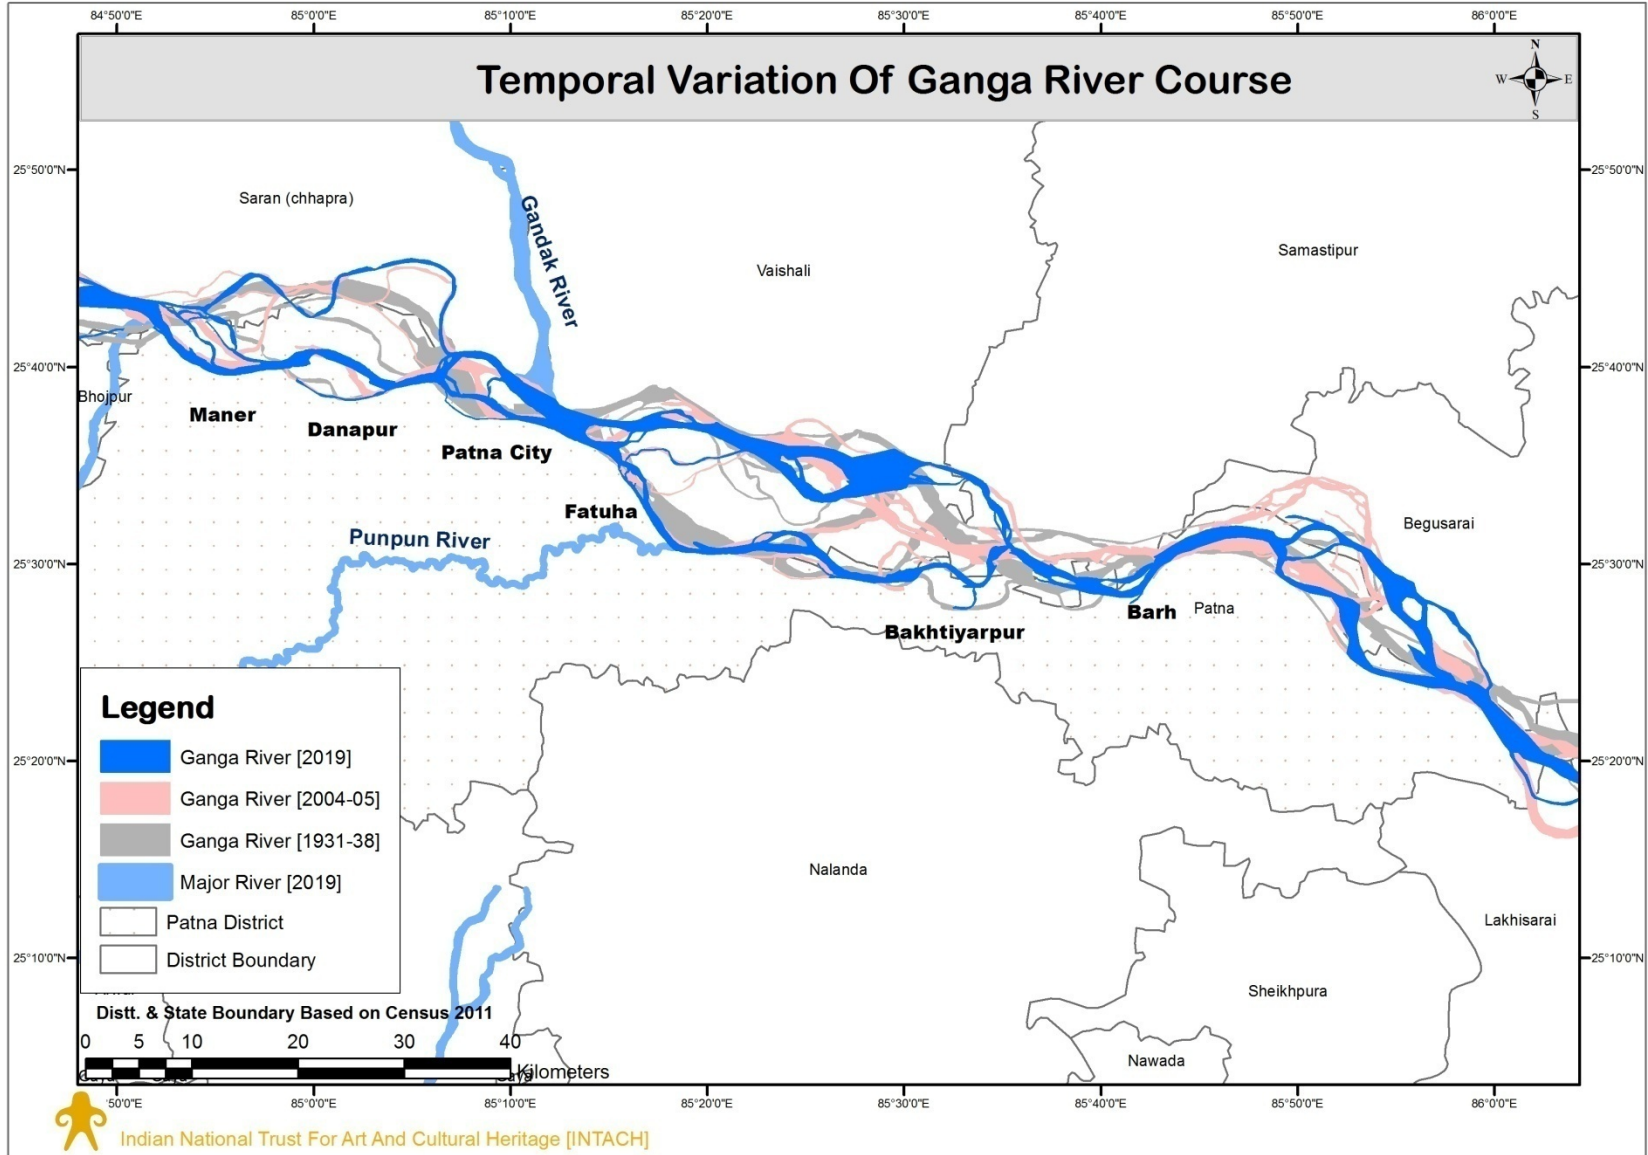 84°50'0"E 85°0'0"E 85°10'0"E 85°20'0"E 85°30'0"E 85°40'0"E 85°50'0"E 86°0'0"E
Temporal Variation Of Ganga River Course
N
W E
S
25°50'0"N 25°50'0"N
Saran (chhapra)
Gandak River
Vaishali
Samastipur
25°40'0"N 25°40'0"N
Bhojpur
Maner
Danapur
Patna City
Fatuha
Begusarai
Punpun River
25°30'0"N 25°30'0"N
Barh
Patna
Bakhtiyarpur
Legend
Ganga River [2019]
Ganga River [2004-05]
Ganga River [1931-38]
Major River [2019]
Patna District
District Boundary
25°20'0"N 25°20'0"N
Nalanda
Lakhisarai
25°10'0"N 25°10'0"N
Sheikhpura
Distt. & State Boundary Based on Census 2011
0 5 10 20 30 40
Kilometers
Nawada
50'0"E 85°0'0"E 85°10'0"E 85°20'0"E 85°30'0"E 85°40'0"E 85°50'0"E 86°0'0"E
Indian National Trust For Art And Cultural Heritage [INTACH]